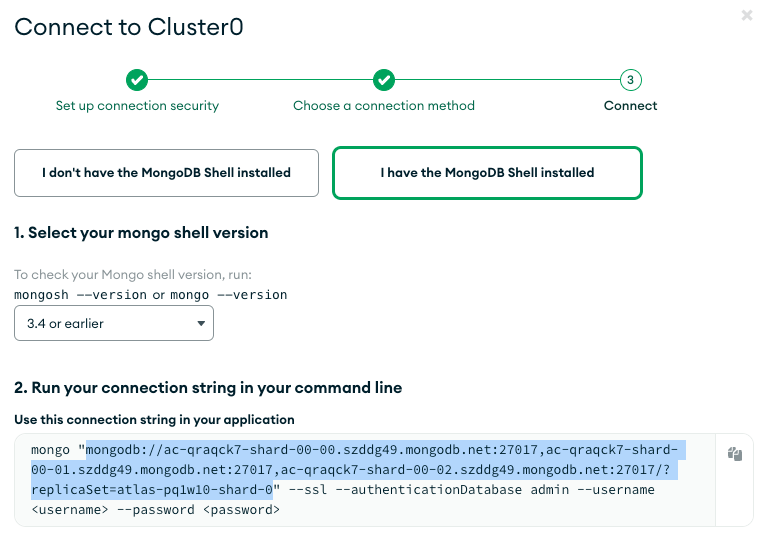 Connect to Cluster0
3
Set up connection security
Choose a connection method
Connect
I don't have the MongoDB Shell installed
I have the MongoDB Shell installed
1. Select your mongo shell version
To check your Mongo shell version, run:
mongosh --version or mongo --version
3.4 or earlier
2. Run your connection string in your command line
Use this connection string in your application
mongo "mongodb://ac-qraqck7-shard-00-00.szddg49.mongodb.net:27017,ac-qraqck7-shard-
00-01.szddg49.mongodb.net:27017,ac-qraqck7-shard-00-02.szddg49.mongodb.net:27017/?
replicaSet=atlas-pq1w10-shard-0" --ssl --authenticationDatabase admin --username
<username> --password <password>